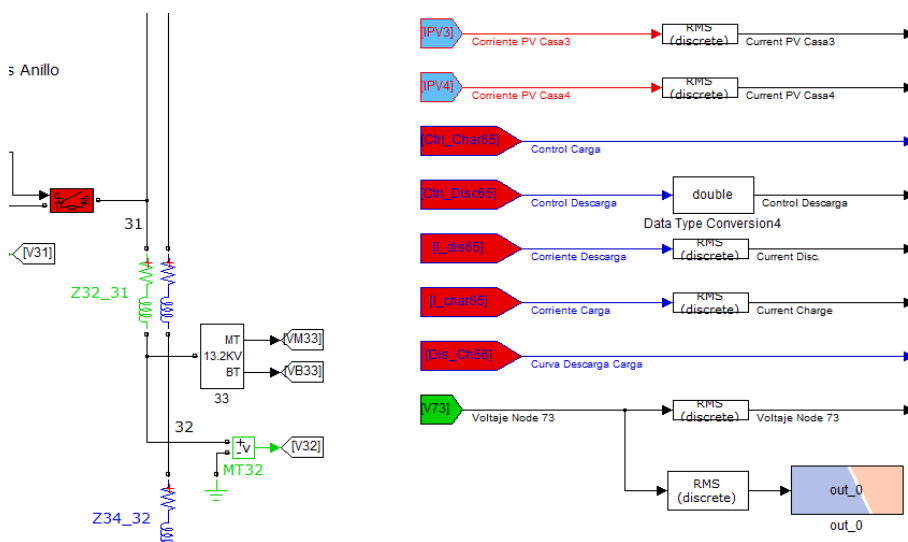 s Anillo
31
[V31]
Z32_31
MT
13.2KV
BT
[VM33]
[VB33]
33
32
[V32]
MT32
Z34_32
[IPV3]
Corriente PV Casa3
RMS
(discrete)
Current PV Casa3
[IPV4]
Corriente PV Casa4
RMS
(discrete)
Current PV Casa4
[Ctrl_Char65]
Control Carga
[Ctrl_Disc65]
Control Descarga
double
Control Descarga
Data Type Conversion4
[I_dis65]
Corriente Descarga
RMS
(discrete)
Current Disc.
[I_char65]
Corriente Carga
RMS
(discrete)
Current Charge
[Dis_Ch56]
Curva Descarga Carga
[V73]
Voltaje Node 73
RMS
(discrete)
Voltaje Node 73
RMS
(discrete)
out_0
out_0